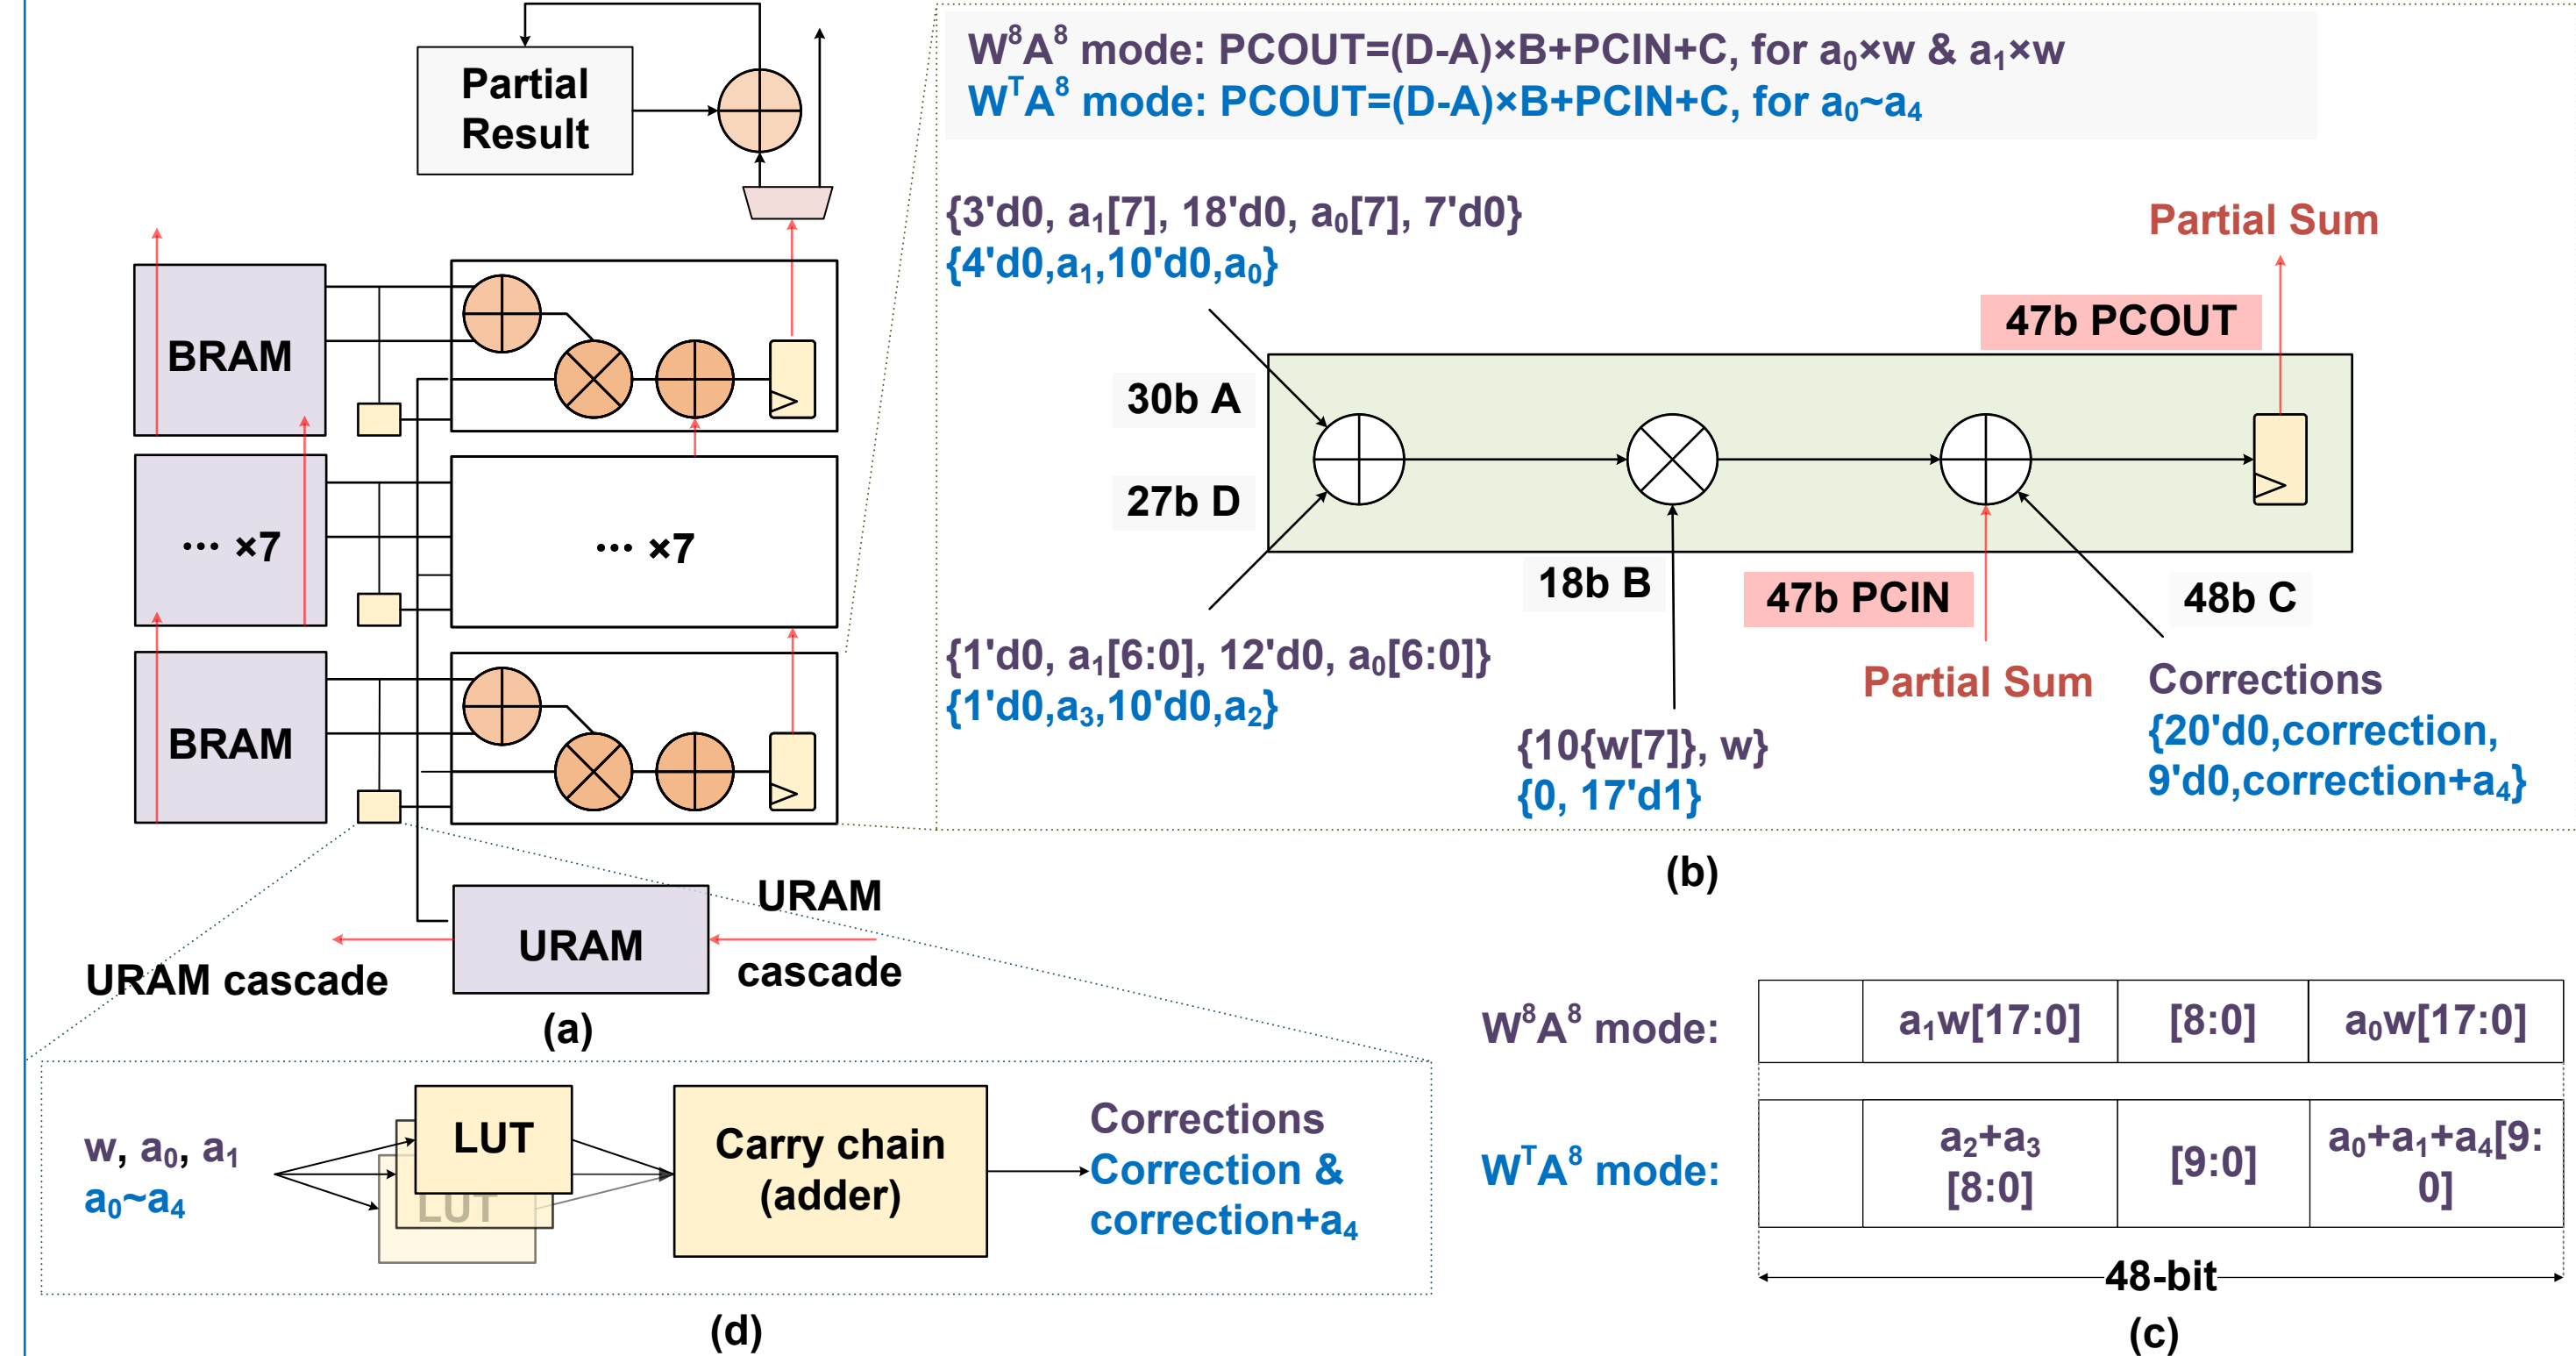 Partial
Result
BRAM
··· ×7
··· ×7
BRAM
URAM
URAM
cascade
URAM cascade
(a)
W⁸A⁸ mode: PCOUT=(D-A)×B+PCIN+C, for a₀×w & a₁×w
WᵀA⁸ mode: PCOUT=(D-A)×B+PCIN+C, for a₀~a₄
{3'd0, a₁[7], 18'd0, a₀[7], 7'd0}
{4'd0,a₁,10'd0,a₀}
Partial Sum
47b PCOUT
30b A
27b D
18b B
47b PCIN
48b C
{1'd0, a₁[6:0], 12'd0, a₀[6:0]}
{1'd0,a₃,10'd0,a₂}
{10{w[7]}, w}
{0, 17'd1}
Partial Sum
Corrections
{20'd0,correction,
9'd0,correction+a₄}
(b)
W⁸A⁸ mode:
a₁w[17:0]
[8:0]
a₀w[17:0]
WᵀA⁸ mode:
a₂+a₃
[8:0]
[9:0]
a₀+a₁+a₄[9:
0]
48-bit
(c)
w, a₀, a₁
a₀~a₄
LUT
LUT
Carry chain
(adder)
Corrections
Correction &
correction+a₄
(d)